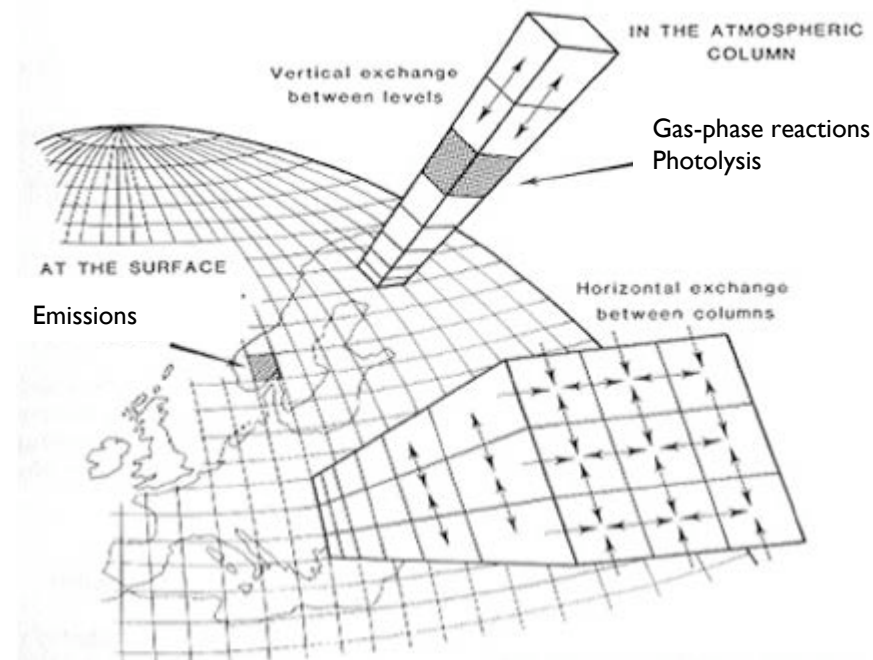 IN THE ATMOSPHERIC
COLUMN
Vertical exchange
between levels
Gas-phase reactions
Photolysis
AT THE SURFACE
Emissions
Horizontal exchange
between columns